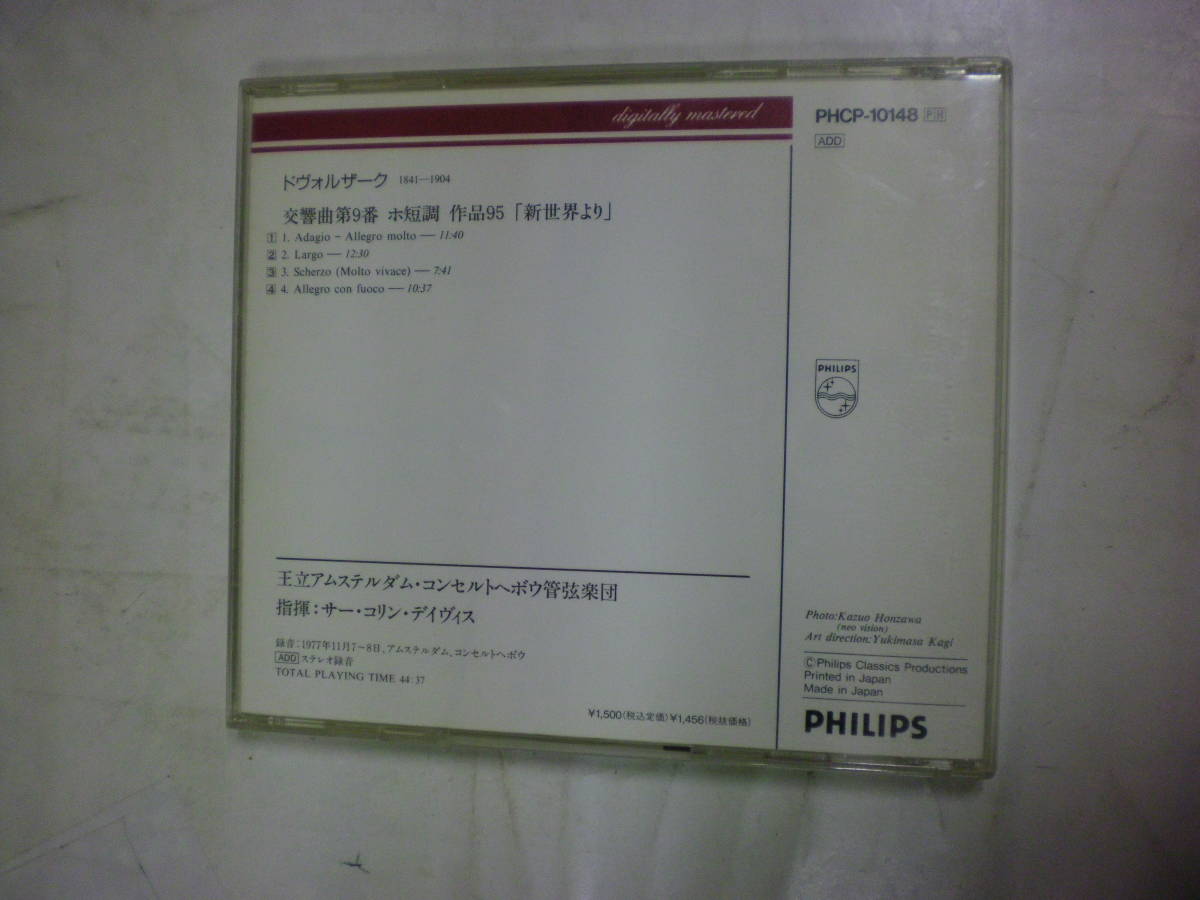 digitally mastered
ドヴォルザーク 1841—1904
交響曲第9番 ホ短調 作品95「新世界より」
1 1. Adagio – Allegro molto — 11:40
2 2. Largo — 12:30
3 3. Scherzo (Molto vivace) — 7:41
4 4. Allegro con fuoco — 10:37
王立アムステルダム・コンセルトヘボウ管弦楽団
指揮：サー・コリン・デイヴィス
録音：1977年11月7〜8日、アムステルダム、コンセルトヘボウ
ADD ステレオ録音
TOTAL PLAYING TIME 44:37
¥1,500(税込定価) ¥1,456(税抜価格)
PHCP-10148 PH
ADD
PHILIPS
Photo:Kazuo Honzawa
(neo vision)
Art direction:Yukimasa Kagi
©Philips Classics Productions
Printed in Japan
Made in Japan
PHILIPS